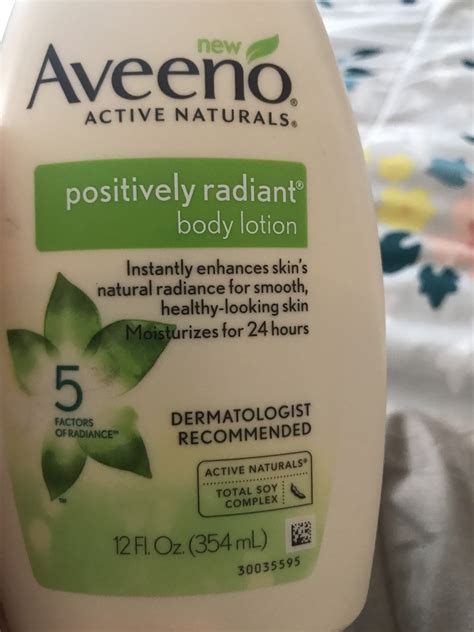 new
Aveeno®
ACTIVE NATURALS®
positively radiant®
body lotion
Instantly enhances skin's
natural radiance for smooth,
healthy-looking skin
Moisturizes for 24 hours
5
FACTORS
OF RADIANCE™
DERMATOLOGIST
RECOMMENDED
ACTIVE NATURALS®
TOTAL SOY
COMPLEX
™
12 Fl. Oz. (354 mL)
30035595